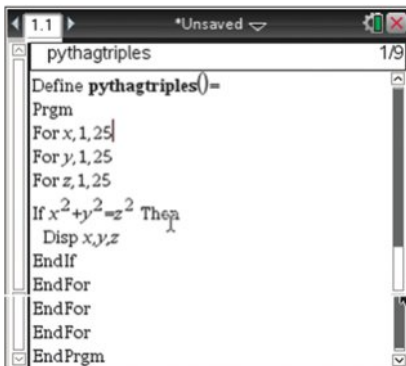 1.1 *Unsaved
pythagtriples 1/9
Define pythagtriples()=
Prgm
For x,1,25
For y,1,25
For z,1,25
If x²+y²=z² Then
Disp x,y,z
EndIf
EndFor
EndFor
EndFor
EndPrgm